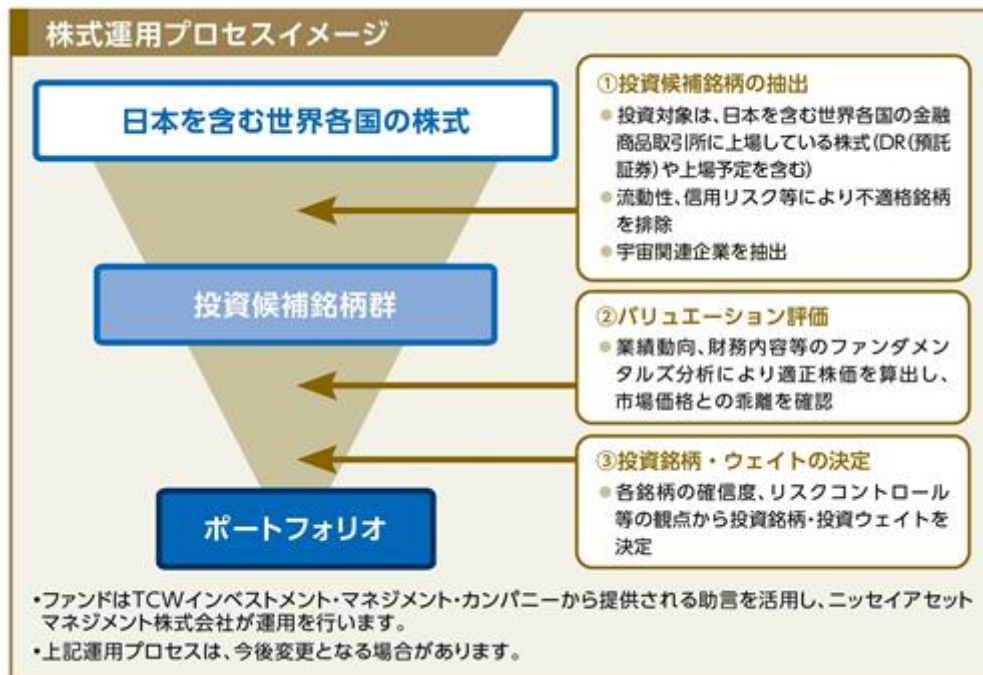 株式運用プロセスイメージ
日本を含む世界各国の株式
投資候補銘柄群
ポートフォリオ
①投資候補銘柄の抽出
●投資対象は、日本を含む世界各国の金融
商品取引所に上場している株式(DR(預託
証券)や上場予定を含む)
●流動性、信用リスク等により不適格銘柄
を排除
●宇宙関連企業を抽出
②バリュエーション評価
●業績動向、財務内容等のファンダメン
タルズ分析により適正株価を算出し、
市場価格との乖離を確認
③投資銘柄・ウェイトの決定
●各銘柄の確信度、リスクコントロール
等の観点から投資銘柄・投資ウェイトを
決定
・ファンドはTCWインベストメント・マネジメント・カンパニーから提供される助言を活用し、ニッセイアセット
マネジメント株式会社が運用を行います。
・上記運用プロセスは、今後変更となる場合があります。